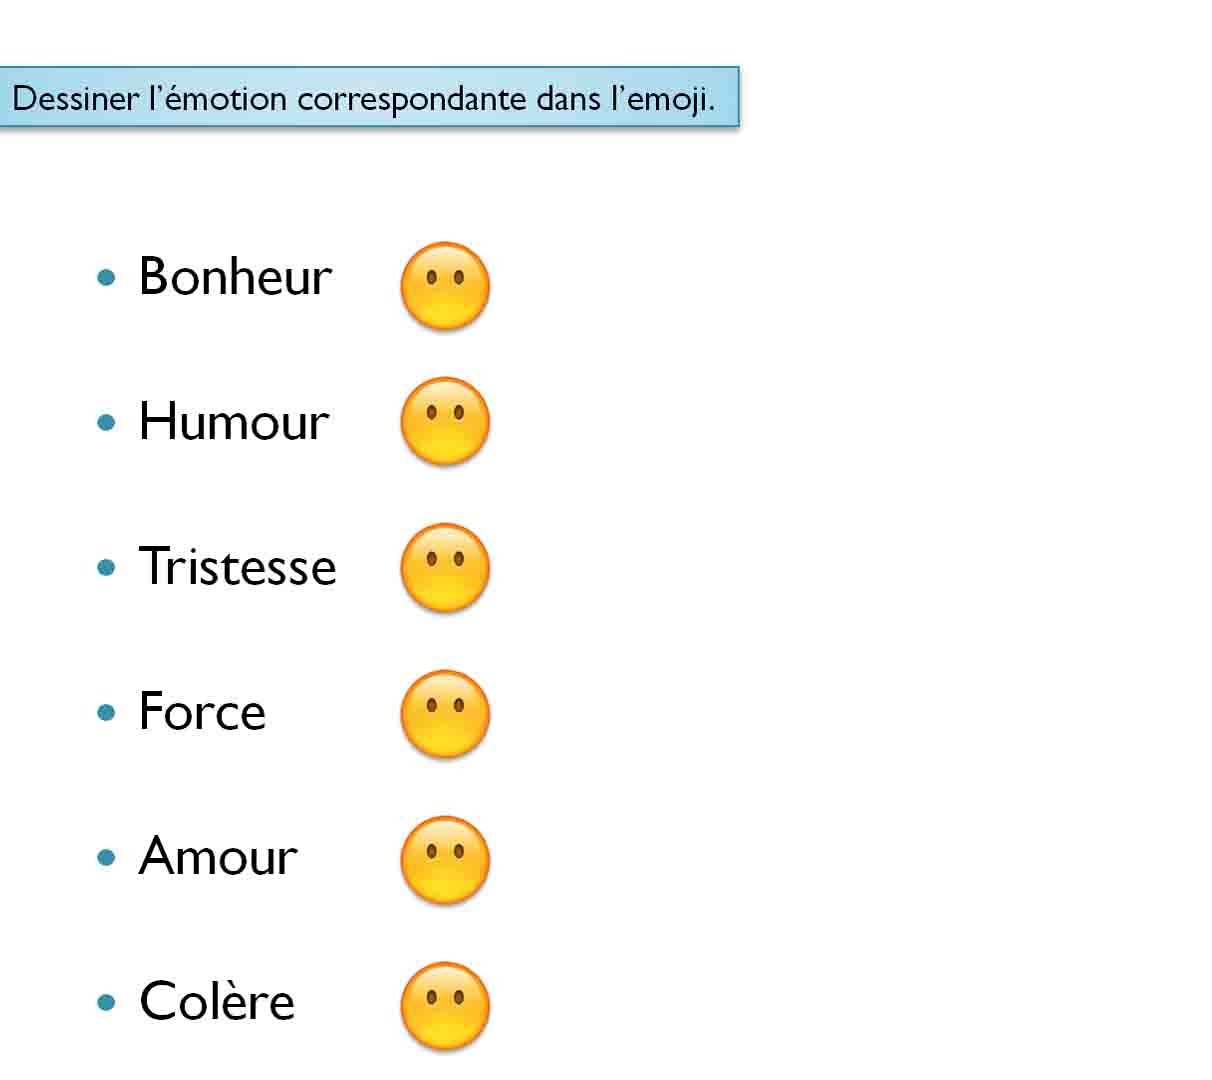 Dessiner l’émotion correspondante dans l’emoji.
• Bonheur
• Humour
• Tristesse
• Force
• Amour
• Colère